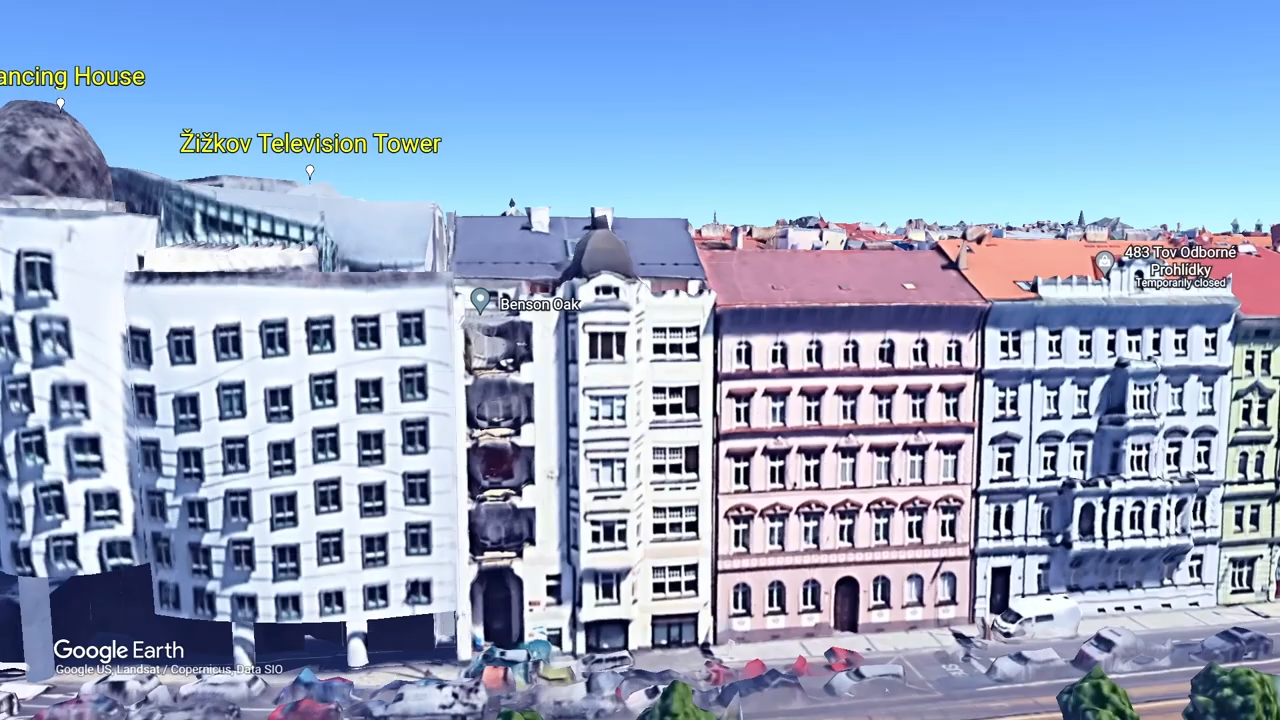 ancing House
Žižkov Television Tower
483 Tov Odborné
Prohlídky
Temporarily closed
Benson Oak
Google Earth
Google US, Landsat / Copernicus, Data SIO